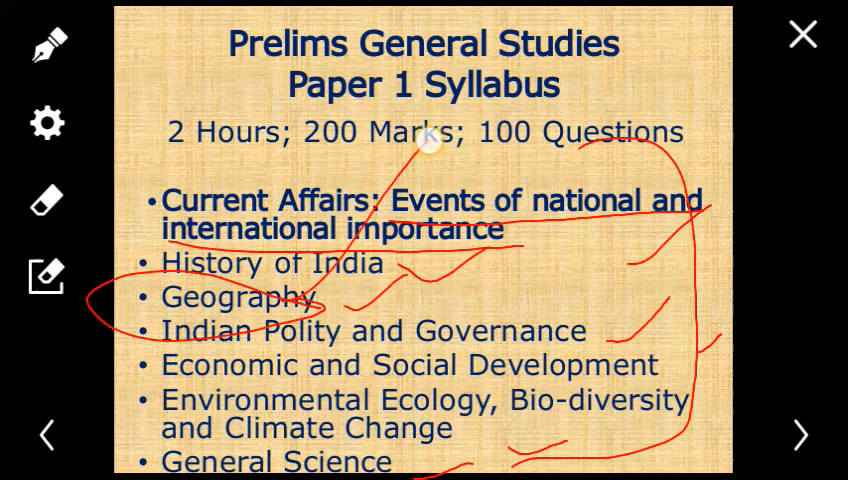 Prelims General Studies
Paper 1 Syllabus
2 Hours; 200 Marks; 100 Questions
•Current Affairs: Events of national and
international importance
• History of India
• Geography
• Indian Polity and Governance
• Economic and Social Development
• Environmental Ecology, Bio-diversity
and Climate Change
• General Science